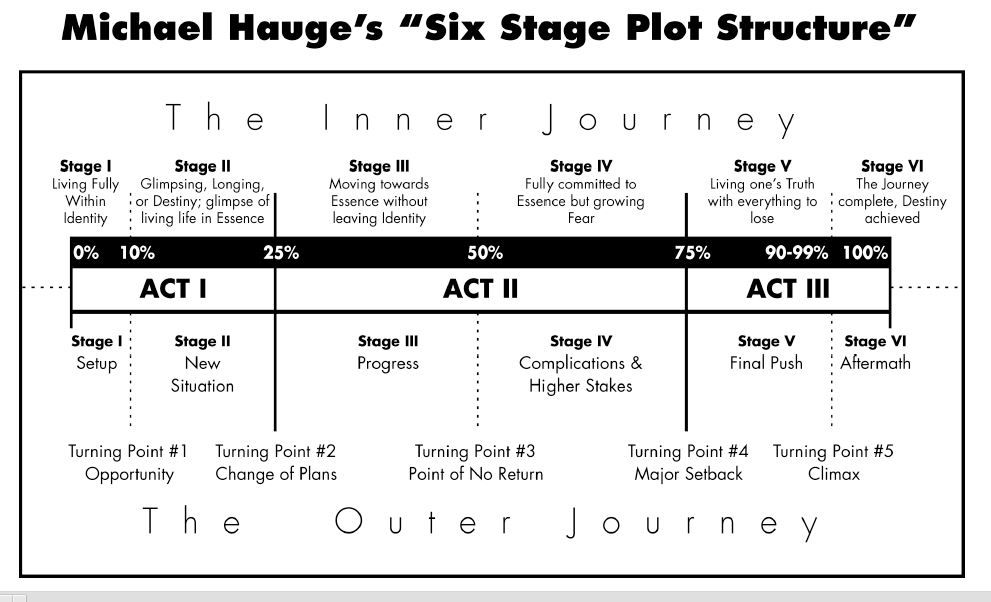 Michael Hauge's “Six Stage Plot Structure”
The Inner Journey
Stage I
Living Fully
Within
Identity
Stage II
Glimpsing, Longing,
or Destiny; glimpse of
living life in Essence
Stage III
Moving towards
Essence without
leaving Identity
Stage IV
Fully committed to
Essence but growing
Fear
Stage V
Living one's Truth
with everything to
lose
Stage VI
The Journey
complete, Destiny
achieved
0% 10% 25% 50% 75% 90-99% 100%
ACT I ACT II ACT III
Stage I
Setup
Stage II
New
Situation
Stage III
Progress
Stage IV
Complications &
Higher Stakes
Stage V
Final Push
Stage VI
Aftermath
Turning Point #1
Opportunity
Turning Point #2
Change of Plans
Turning Point #3
Point of No Return
Turning Point #4
Major Setback
Turning Point #5
Climax
The Outer Journey